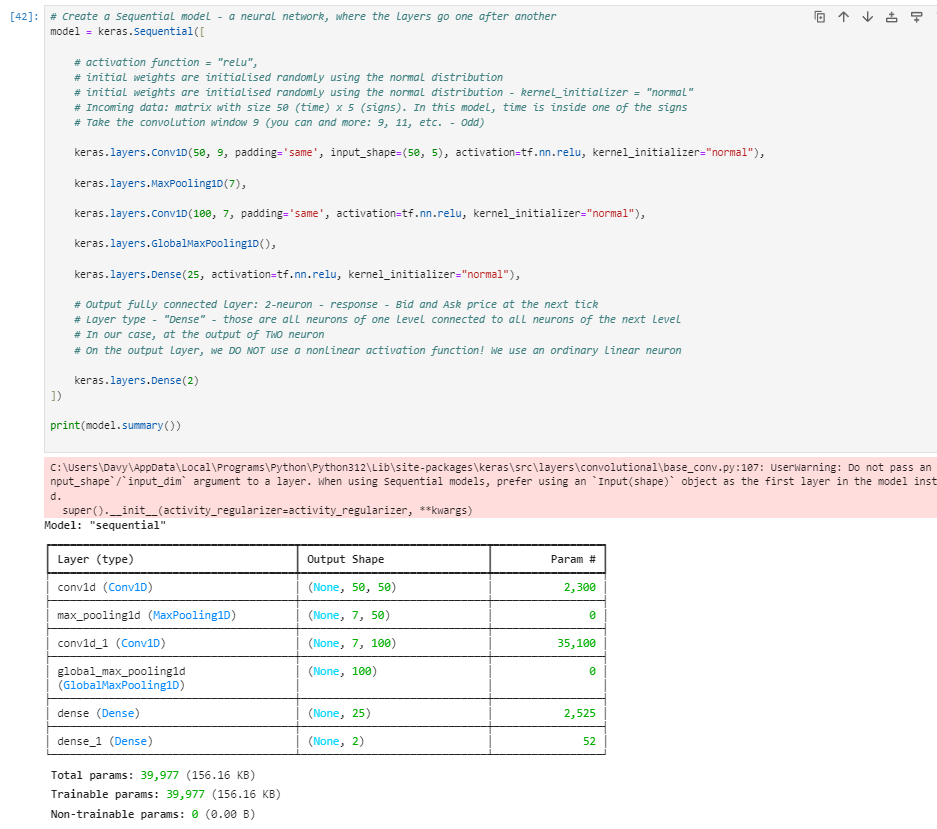 [42]:
# Create a Sequential model - a neural network, where the layers go one after another
model = keras.Sequential([
# activation function = "relu",
# initial weights are initialised randomly using the normal distribution
# initial weights are initialised randomly using the normal distribution - kernel_initializer = "normal"
# Incoming data: matrix with size 50 (time) x 5 (signs). In this model, time is inside one of the signs
# Take the convolution window 9 (you can and more: 9, 11, etc. - Odd)
keras.layers.Conv1D(50, 9, padding='same', input_shape=(50, 5), activation=tf.nn.relu, kernel_initializer="normal"),
keras.layers.MaxPooling1D(7),
keras.layers.Conv1D(100, 7, padding='same', activation=tf.nn.relu, kernel_initializer="normal"),
keras.layers.GlobalMaxPooling1D(),
keras.layers.Dense(25, activation=tf.nn.relu, kernel_initializer="normal"),
# Output fully connected layer: 2-neuron - response - Bid and Ask price at the next tick
# Layer type - "Dense" - those are all neurons of one level connected to all neurons of the next level
# In our case, at the output of TWO neuron
# On the output layer, we DO NOT use a nonlinear activation function! We use an ordinary linear neuron
keras.layers.Dense(2)
])
print(model.summary())
C:\Users\Davy\AppData\Local\Programs\Python\Python312\Lib\site-packages\keras\src\layers\convolutional\base_conv.py:107: UserWarning: Do not pass an
nput_shape`/`input_dim` argument to a layer. When using Sequential models, prefer using an `Input(shape)` object as the first layer in the model inst
d.
super().__init__(activity_regularizer=activity_regularizer, **kwargs)
Model: "sequential"
Layer (type) Output Shape Param #
conv1d (Conv1D) (None, 50, 50) 2,300
max_pooling1d (MaxPooling1D) (None, 7, 50) 0
conv1d_1 (Conv1D) (None, 7, 100) 35,100
global_max_pooling1d (None, 100) 0
(GlobalMaxPooling1D)
dense (Dense) (None, 25) 2,525
dense_1 (Dense) (None, 2) 52
Total params: 39,977 (156.16 KB)
Trainable params: 39,977 (156.16 KB)
Non-trainable params: 0 (0.00 B)